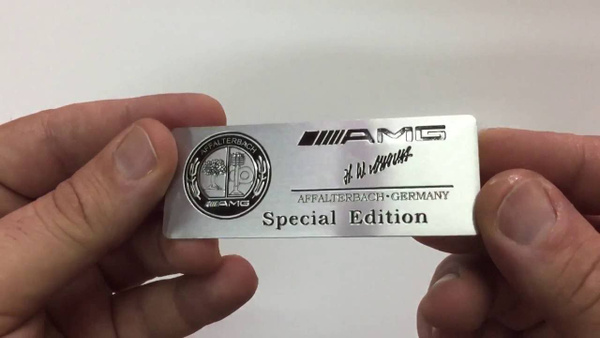 AFFALTERBACH
AMG
AMG
AFFALTERBACH•GERMANY
Special Edition